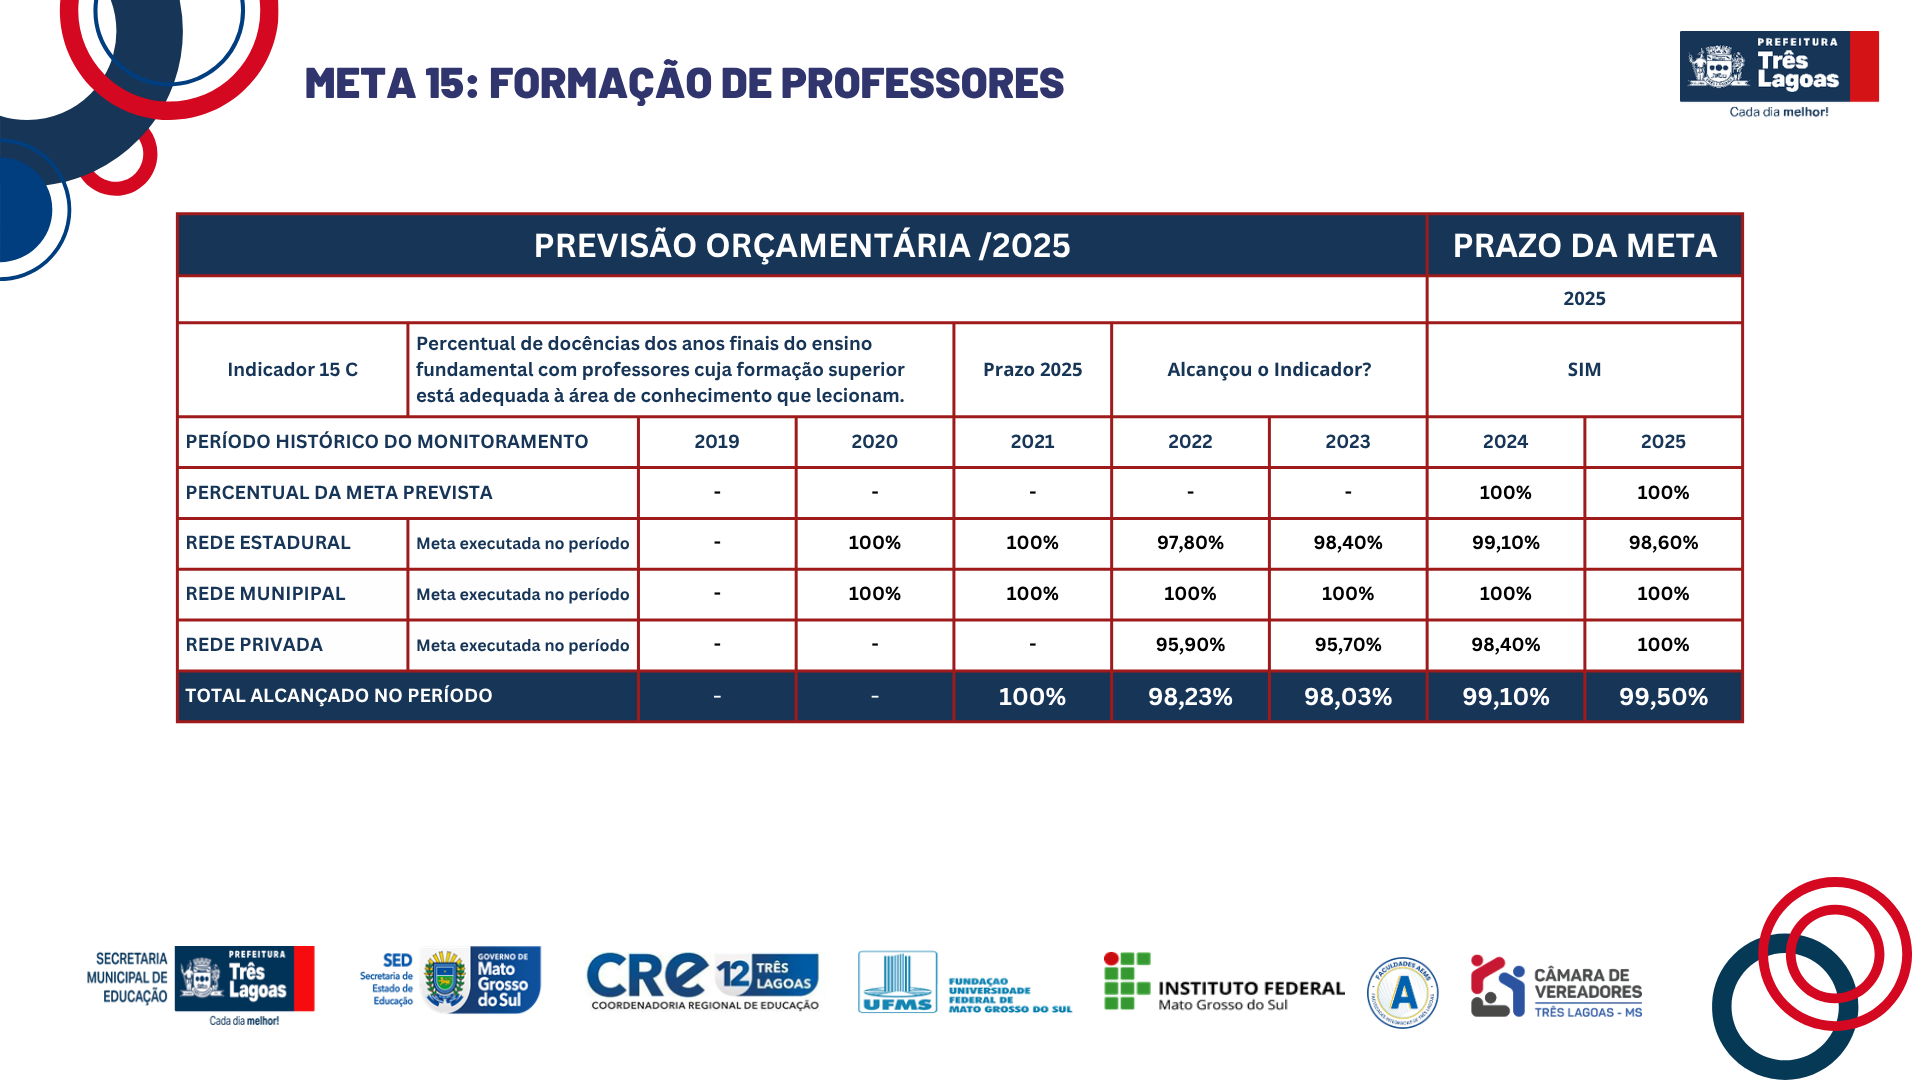 META 15: FORMAÇÃO DE PROFESSORES
PREFEITURA
Três
Lagoas
Cada dia melhor!
PREVISÃO ORÇAMENTÁRIA /2025 PRAZO DA META
2025
Indicador 15 C
Percentual de docências dos anos finais do ensino
fundamental com professores cuja formação superior
está adequada à área de conhecimento que lecionam.
Prazo 2025
Alcançou o Indicador?
SIM
PERÍODO HISTÓRICO DO MONITORAMENTO 2019 2020 2021 2022 2023 2024 2025
PERCENTUAL DA META PREVISTA - - - - - 100% 100%
REDE ESTADURAL Meta executada no período - 100% 100% 97,80% 98,40% 99,10% 98,60%
REDE MUNIPIPAL Meta executada no período - 100% 100% 100% 100% 100% 100%
REDE PRIVADA Meta executada no período - - - 95,90% 95,70% 98,40% 100%
TOTAL ALCANÇADO NO PERÍODO - - 100% 98,23% 98,03% 99,10% 99,50%
SECRETARIA
MUNICIPAL DE
EDUCAÇÃO
PREFEITURA
Três
Lagoas
Cada dia melhor!
SED
Secretaria de
Estado de
Educação
GOVERNO DE
Mato
Grosso
do Sul
CRE 12 TRÊS
LAGOAS
COORDENADORIA REGIONAL DE EDUCAÇÃO
UFMS
FUNDAÇAO
UNIVERSIDADE
FEDERAL DE
MATO GROSSO DO SUL
INSTITUTO FEDERAL
Mato Grosso do Sul
FACULDADES AEMS
A
CÂMARA DE
VEREADORES
TRÊS LAGOAS - MS